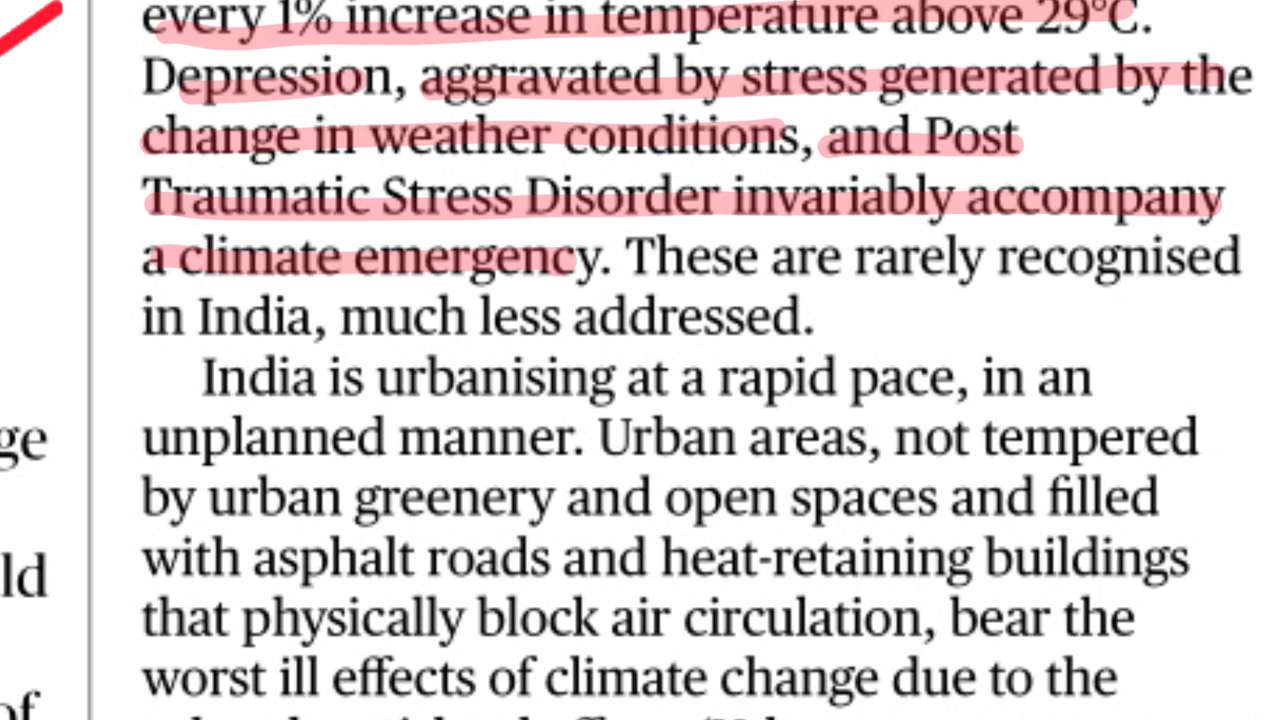 every 1% increase in temperature above 29°C.
Depression, aggravated by stress generated by the
change in weather conditions, and Post
Traumatic Stress Disorder invariably accompany
a climate emergency. These are rarely recognised
in India, much less addressed.
India is urbanising at a rapid pace, in an
unplanned manner. Urban areas, not tempered
by urban greenery and open spaces and filled
with asphalt roads and heat-retaining buildings
that physically block air circulation, bear the
worst ill effects of climate change due to the
ge
ld
of